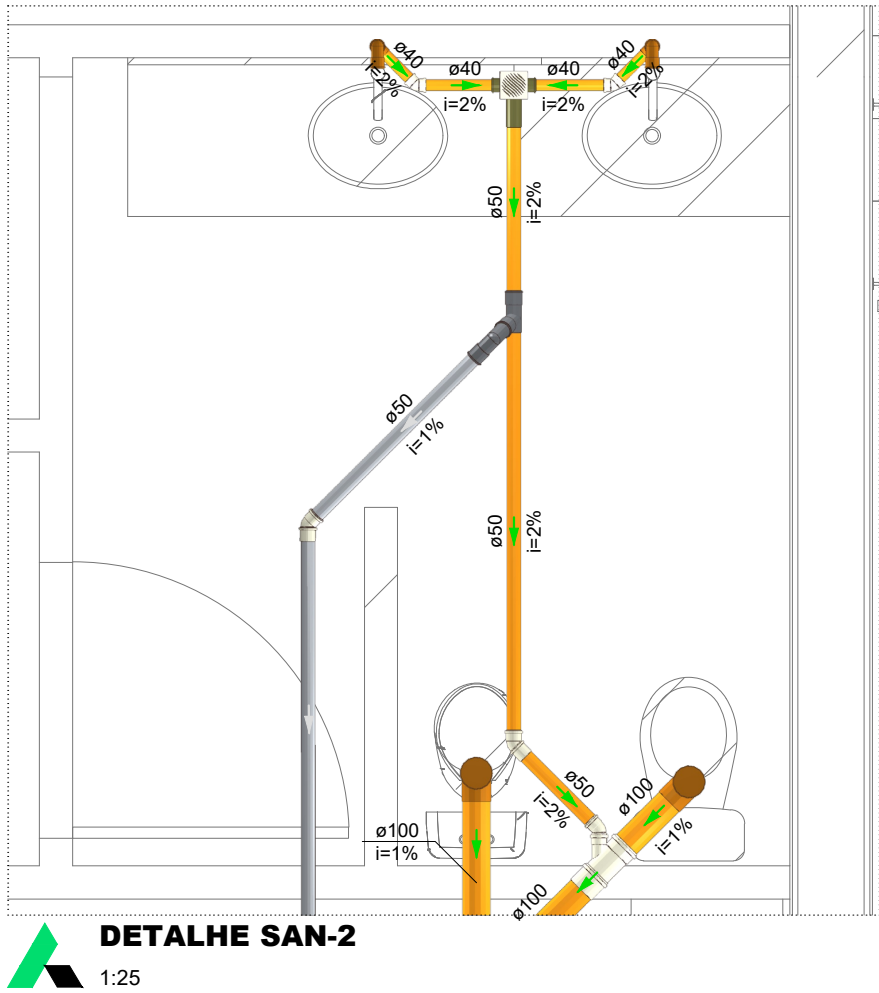 ø40
i=2%
ø40
i=2%
ø40
i=2%
ø40
i=2%
ø50
i=2%
ø50
i=1%
ø50
i=2%
ø50
i=2%
ø100
i=1%
ø100
i=1%
ø100
DETALHE SAN-2
1:25